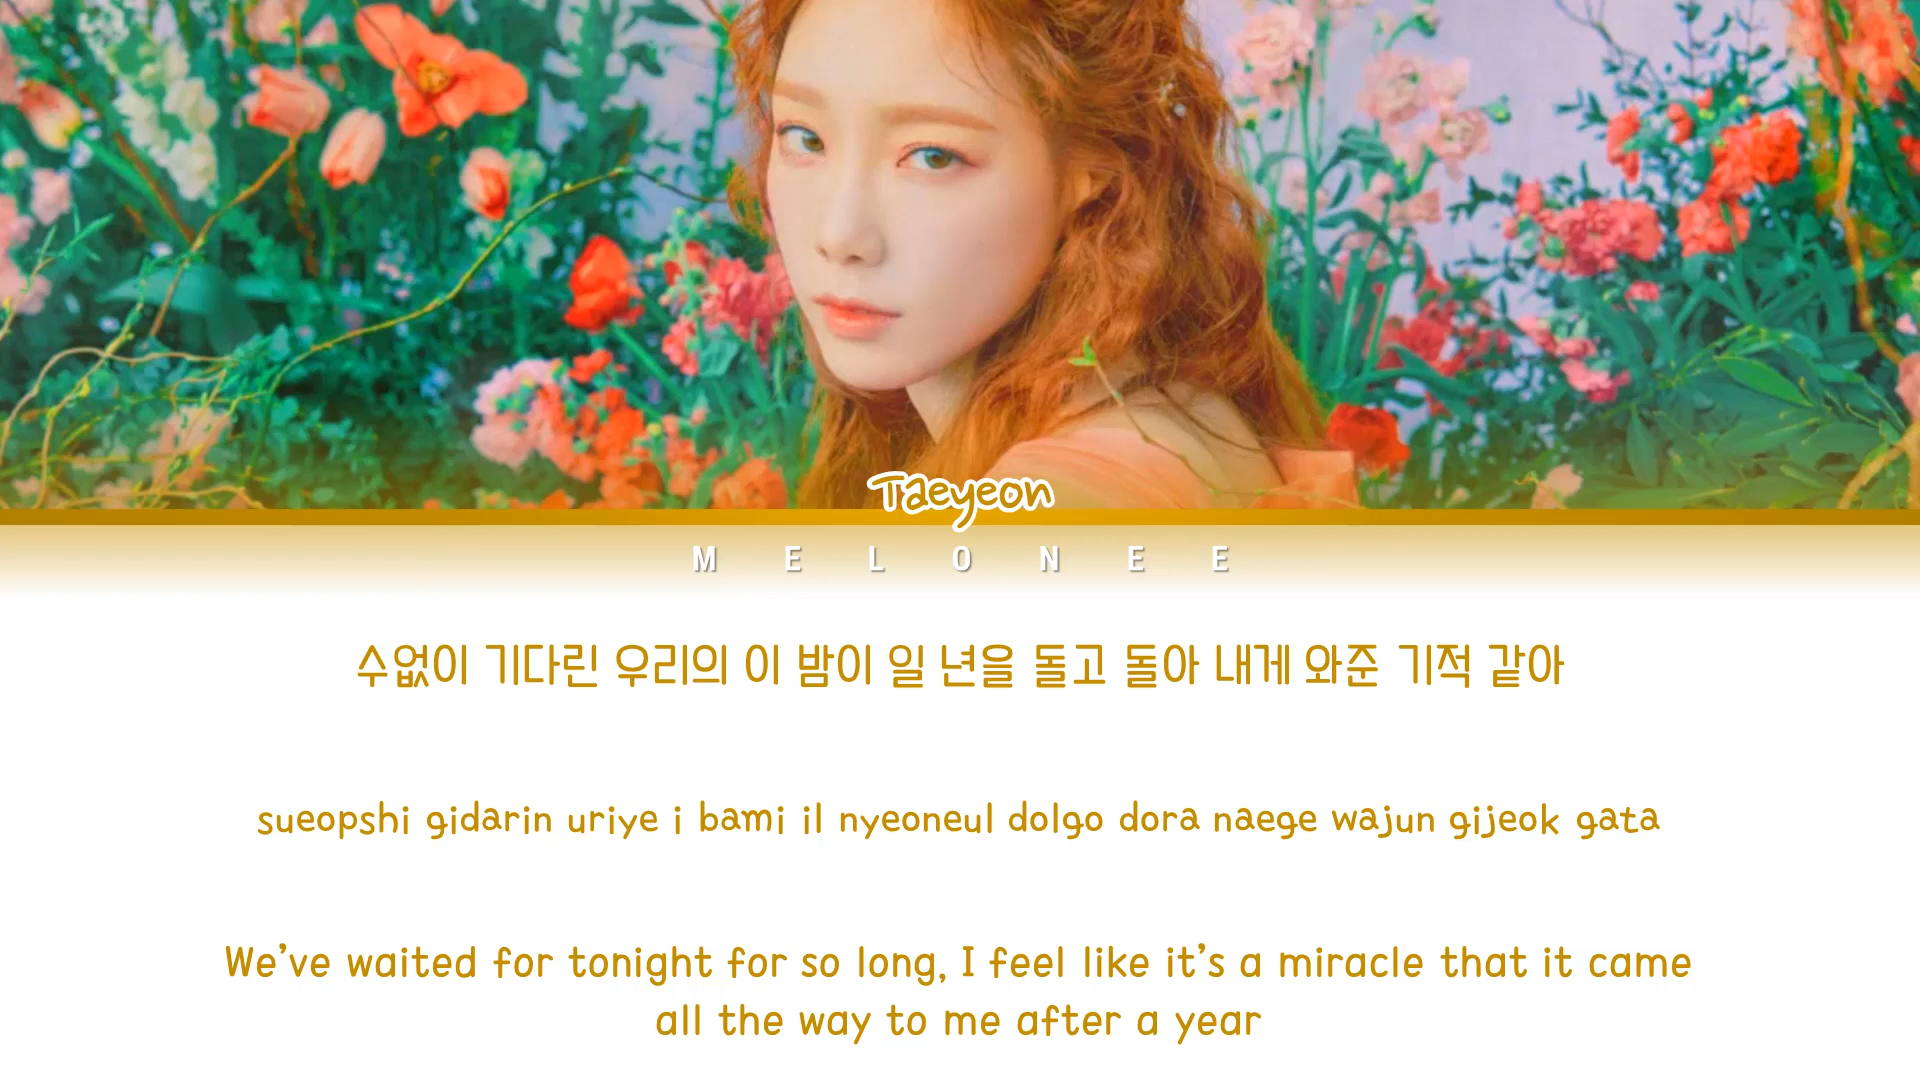 Taeyeon
MELONEE
수없이 기다린 우리의 이 밤이 일 년을 돌고 돌아 내게 와준 기적 같아
sueopshi gidarin uriye i bami il nyeoneul dolgo dora naege wajun gijeok gata
We've waited for tonight for so long, I feel like it's a miracle that it came
all the way to me after a year